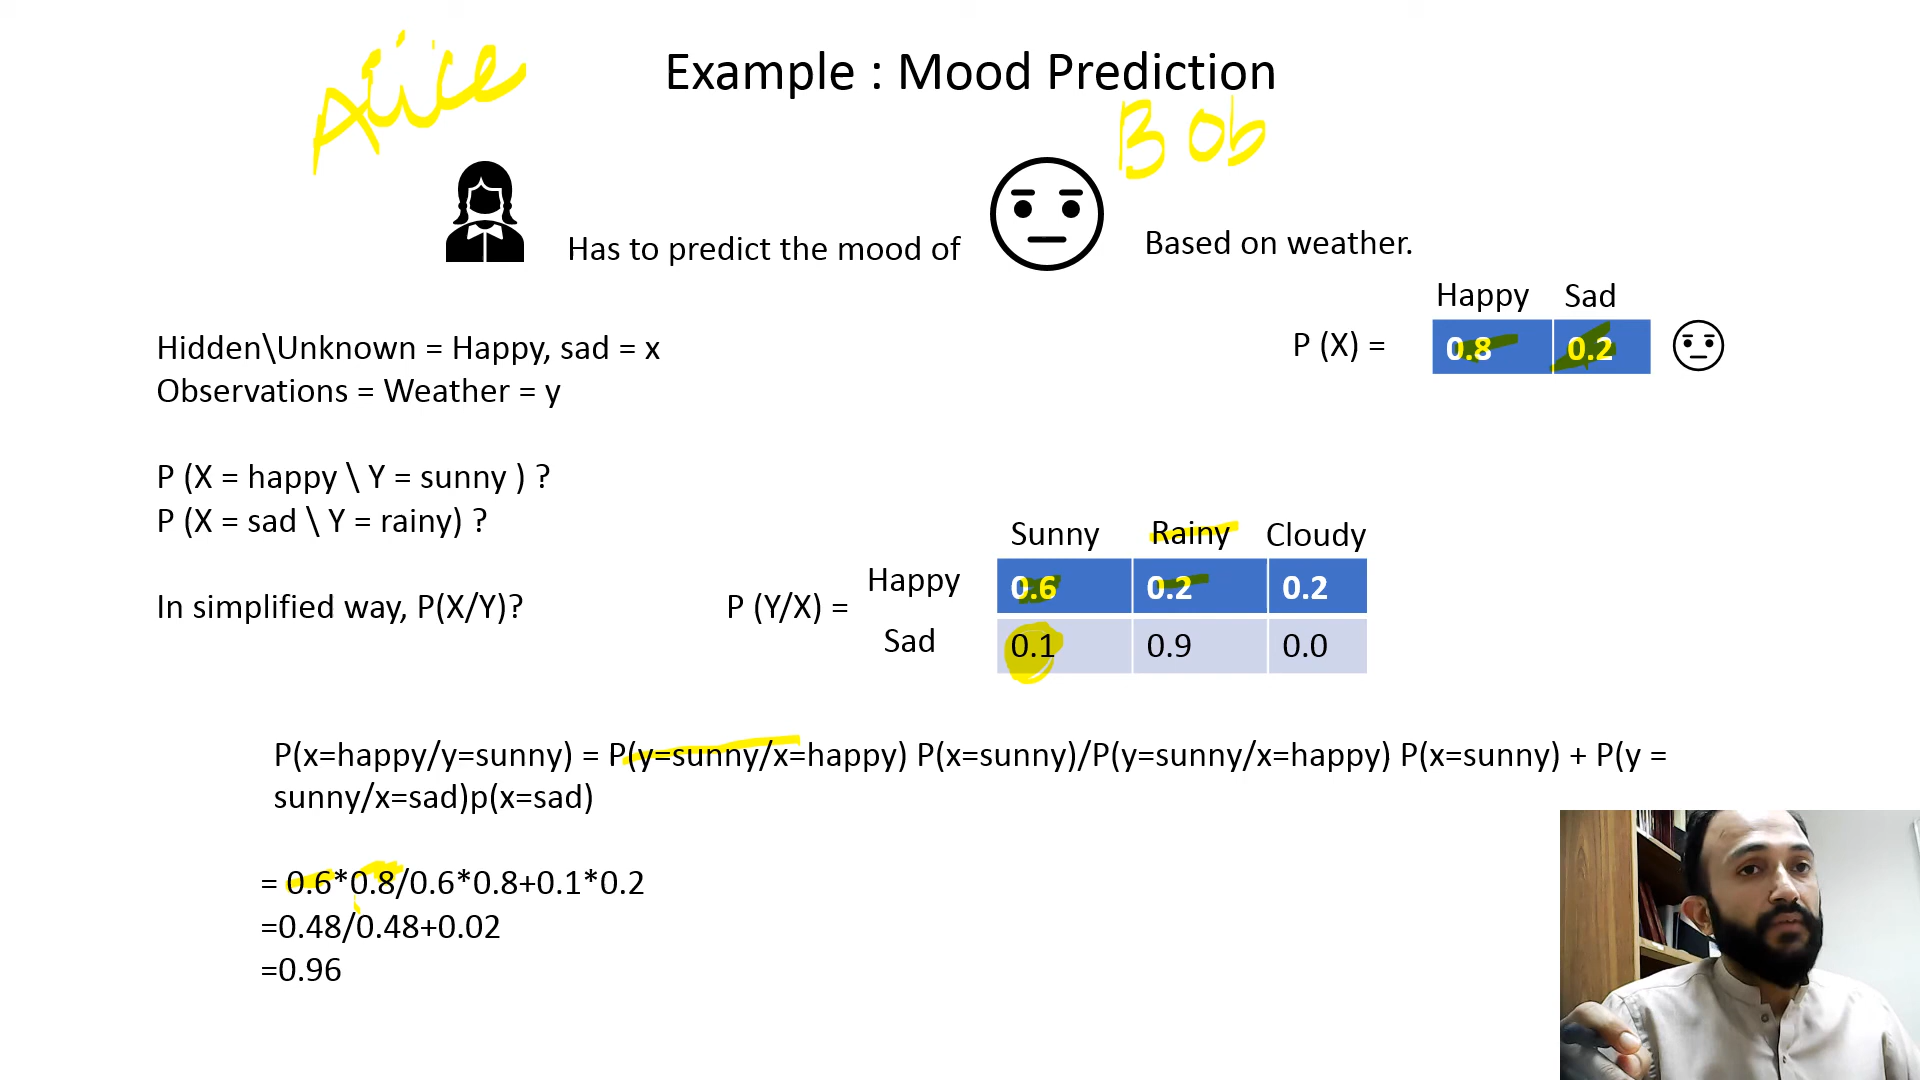 Alice
Example : Mood Prediction
Bob
Has to predict the mood of
Based on weather.
Happy Sad
P (X) = 0.8 0.2
Hidden\Unknown = Happy, sad = x
Observations = Weather = y
P (X = happy \ Y = sunny ) ?
P (X = sad \ Y = rainy) ?
In simplified way, P(X/Y)?
Sunny Rainy Cloudy
P (Y/X) =
Happy 0.6 0.2 0.2
Sad 0.1 0.9 0.0
P(x=happy/y=sunny) = P(y=sunny/x=happy) P(x=sunny)/P(y=sunny/x=happy) P(x=sunny) + P(y =
sunny/x=sad)p(x=sad)
= 0.6*0.8/0.6*0.8+0.1*0.2
=0.48/0.48+0.02
=0.96